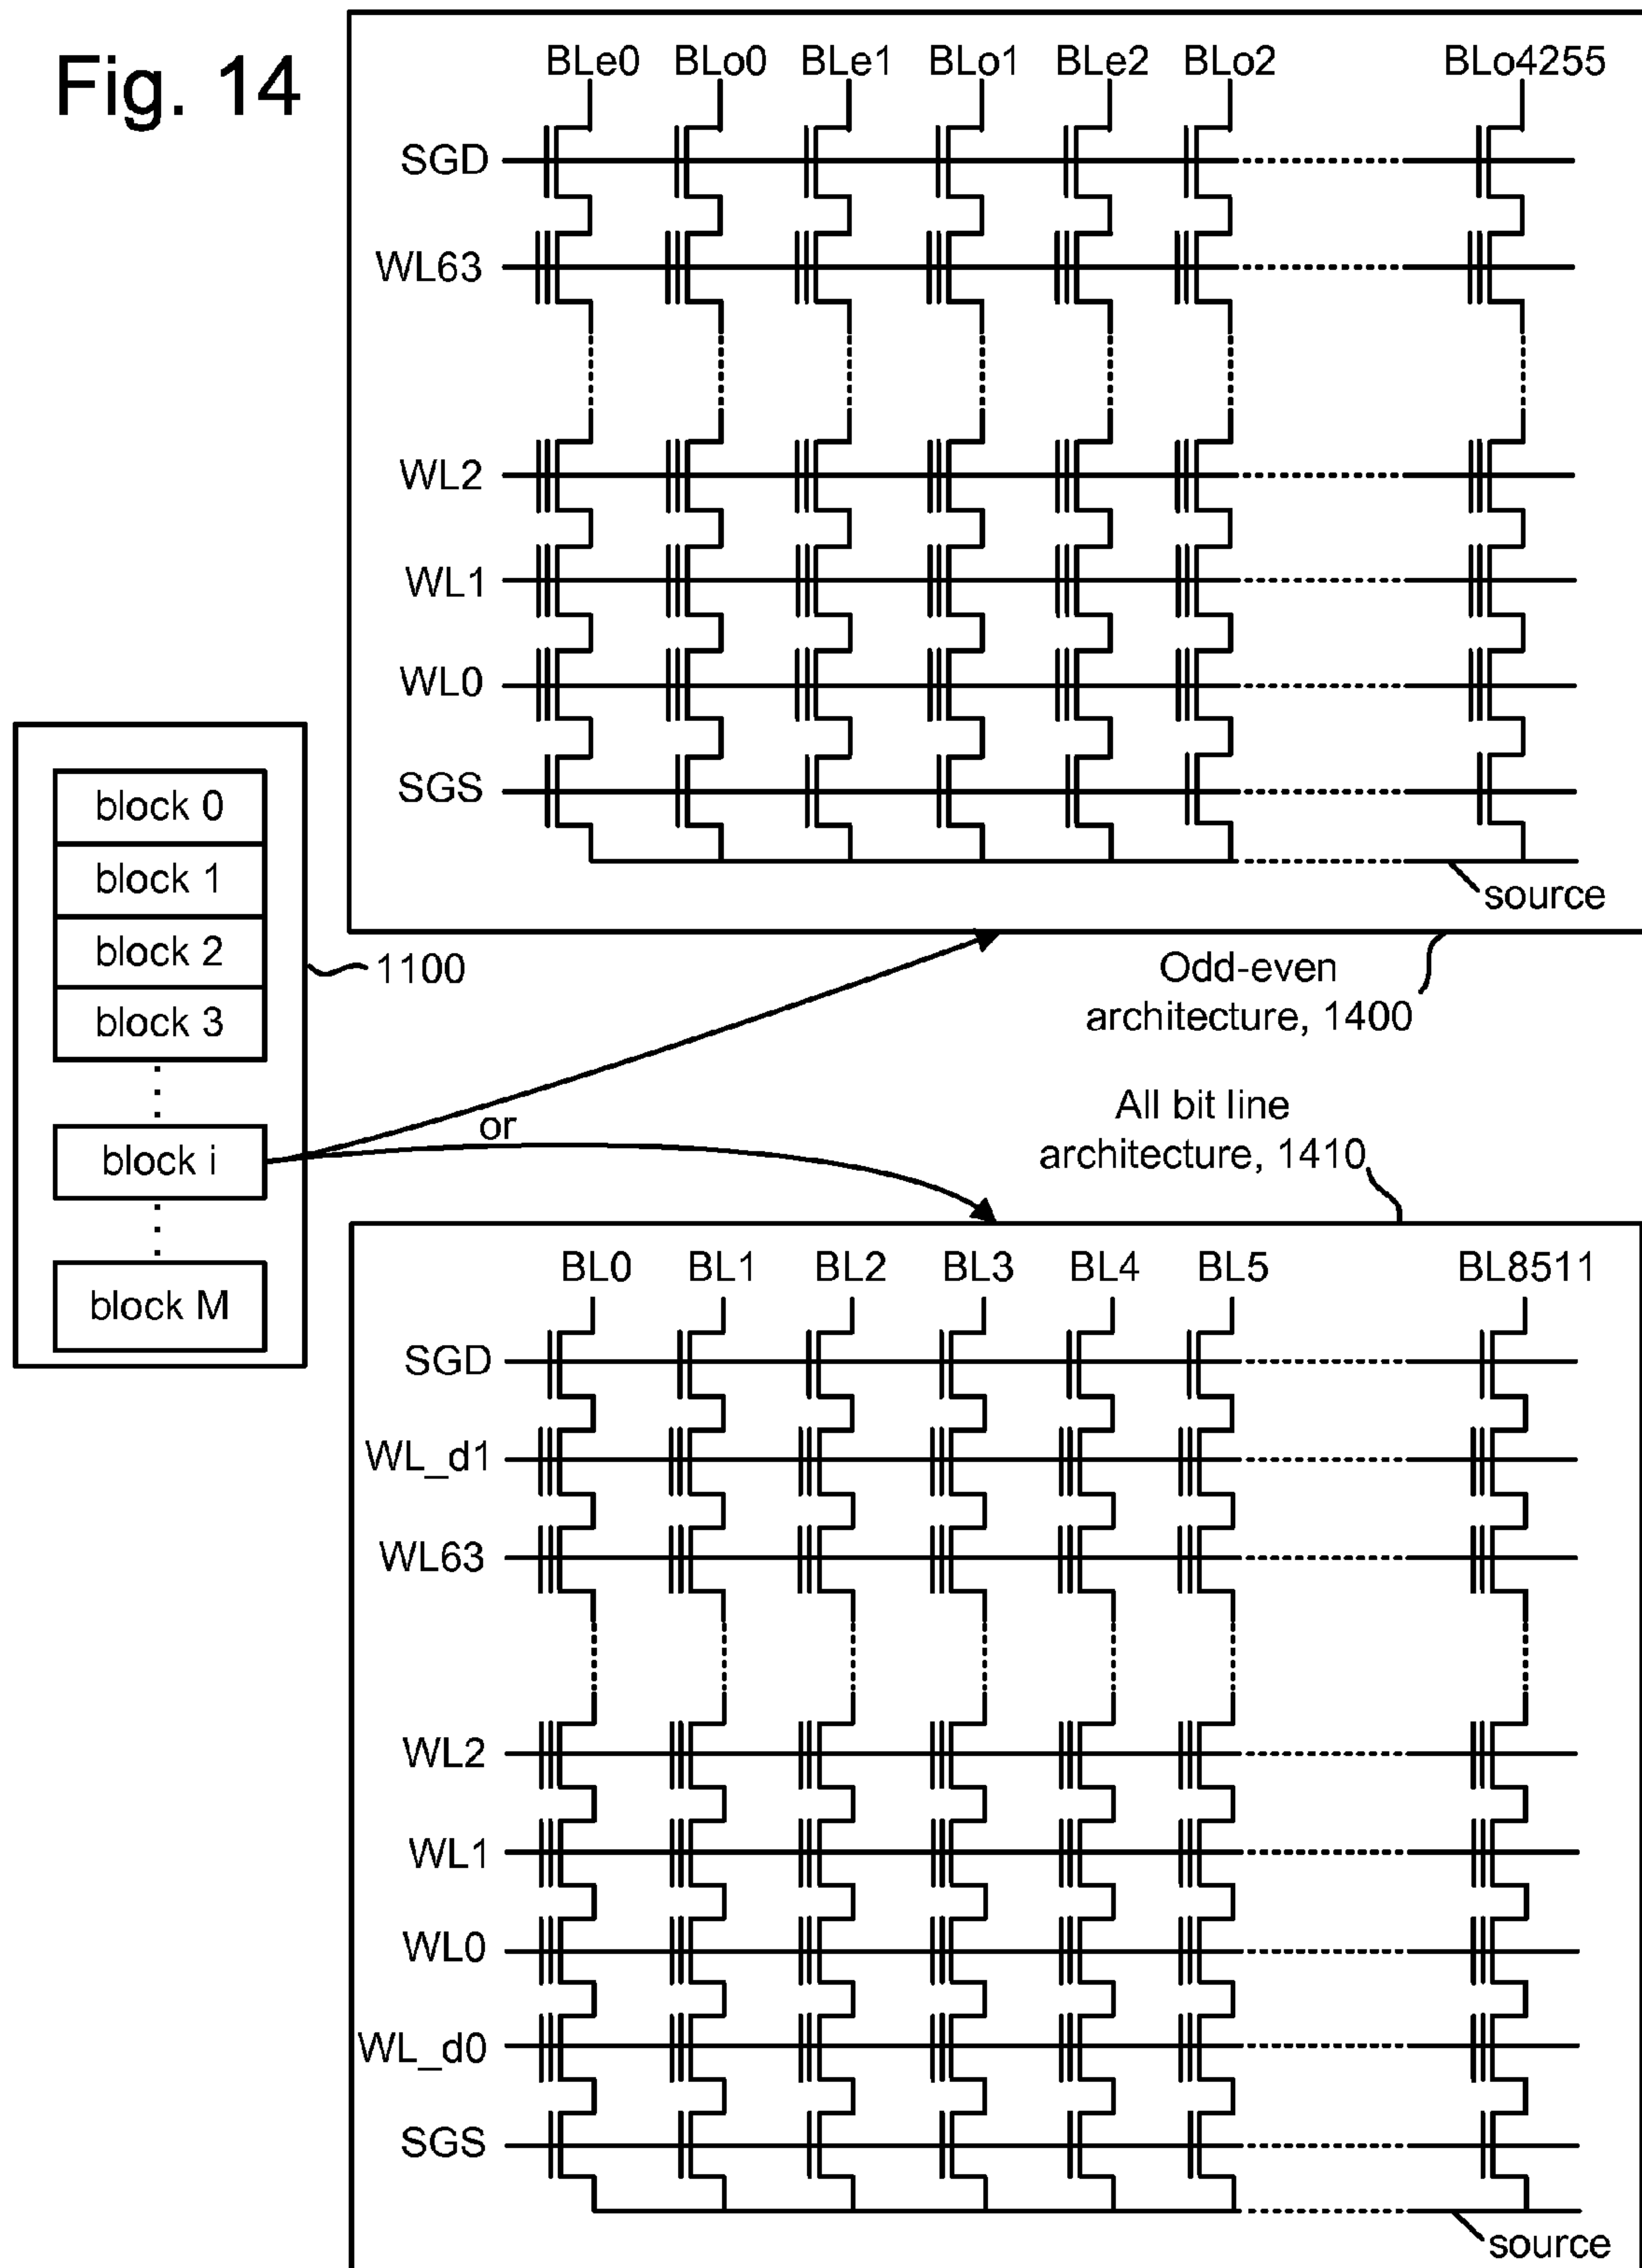 Fig. 14
BLe0 BLo0 BLe1 BLo1 BLe2 BLo2 BLo4255
SGD
WL63
WL2
WL1
WL0
SGS
source
block 0
block 1
block 2
block 3
block i
block M
1100
or
Odd-even
architecture, 1400
All bit line
architecture, 1410
BL0 BL1 BL2 BL3 BL4 BL5 BL8511
SGD
WL_d1
WL63
WL2
WL1
WL0
WL_d0
SGS
source